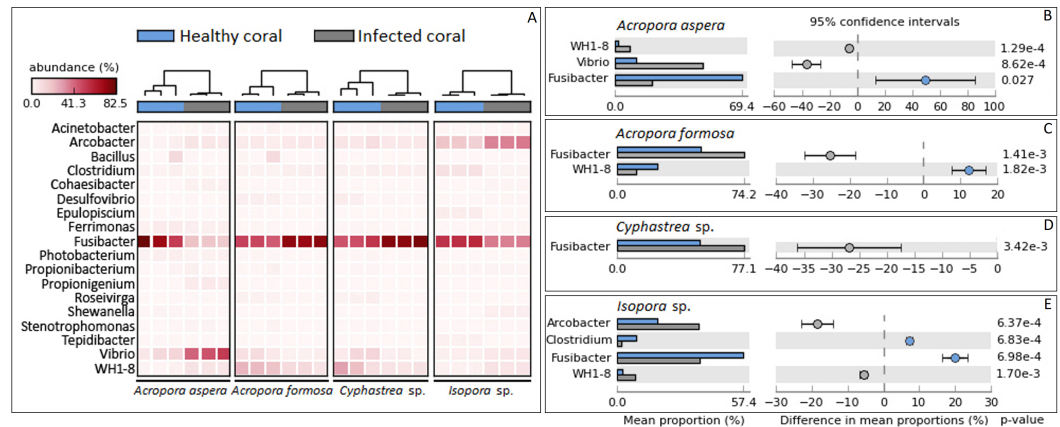 A
Healthy coral
Infected coral
abundance (%)
0.0 41.3 82.5
Acinetobacter
Arcobacter
Bacillus
Clostridium
Cohaesibacter
Desulfovibrio
Epulopiscium
Ferrimonas
Fusibacter
Photobacterium
Propionibacterium
Propionigenium
Roseivirga
Shewanella
Stenotrophomonas
Tepidibacter
Vibrio
WH1-8
Acropora aspera Acropora formosa Cyphastrea sp. Isopora sp.
B
Acropora aspera 95% confidence intervals
WH1-8 1.29e-4
Vibrio 8.62e-4
Fusibacter 0.027
0.0 69.4 −60 −40 −20 0 20 40 60 80 100
C
Acropora formosa
Fusibacter 1.41e-3
WH1-8 1.82e-3
0.0 74.2 −40 −30 −20 −10 0 10 20
D
Cyphastrea sp.
Fusibacter 3.42e-3
0.0 77.1 −40 −35 −30 −25 −20 −15 −10 −5 0
E
Isopora sp.
Arcobacter 6.37e-4
Clostridium 6.83e-4
Fusibacter 6.98e-4
WH1-8 1.70e-3
0.0 57.4 −30 −20 −10 0 10 20 30
Mean proportion (%) Difference in mean proportions (%) p-value